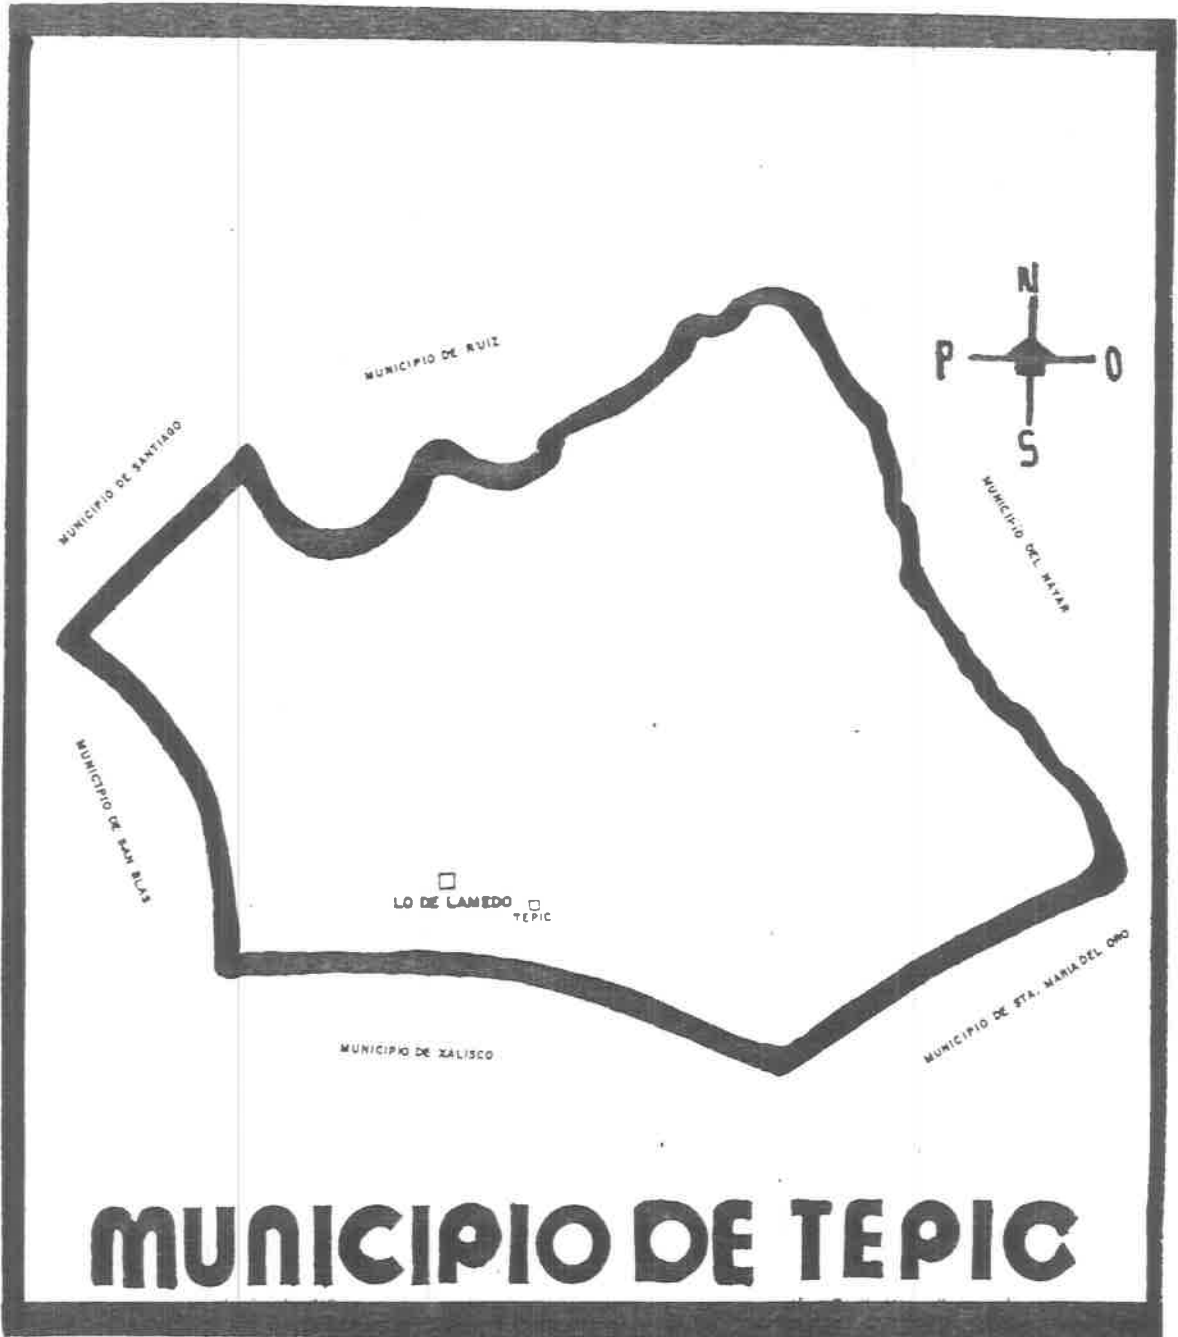 N
P O
S
MUNICIPIO DE RUIZ
MUNICIPIO DE SANTIAGO
MUNICIPIO DEL NAYAR
MUNICIPIO DE SAN BLAS
LO DE LAMEDO
TEPIC
MUNICIPIO DE STA. MARIA DEL ORO
MUNICIPIO DE XALISCO
MUNICIPIO DE TEPIC